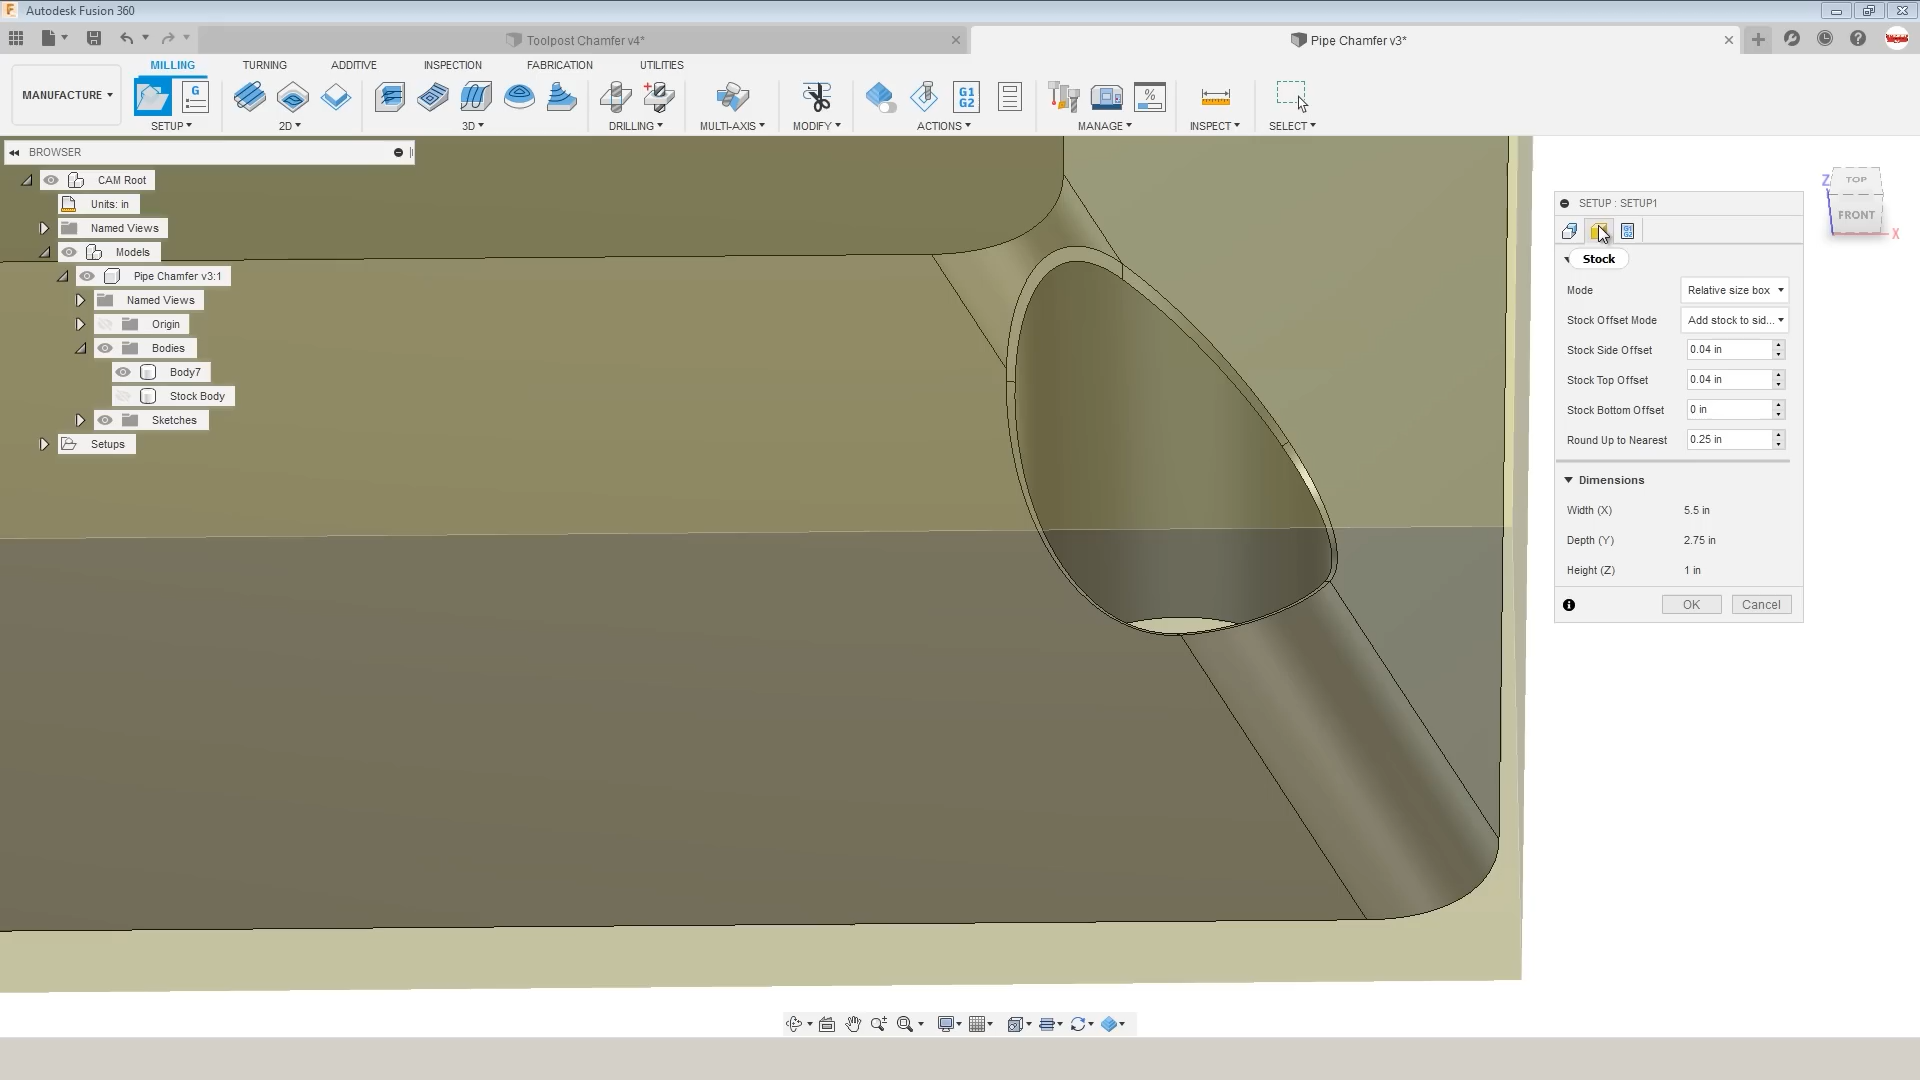 Autodesk Fusion 360
Toolpost Chamfer v4*
Pipe Chamfer v3*
MILLING
TURNING
ADDITIVE
INSPECTION
FABRICATION
UTILITIES
MANUFACTURE
SETUP
2D
3D
DRILLING
MULTI-AXIS
MODIFY
ACTIONS
MANAGE
INSPECT
SELECT
BROWSER
CAM Root
Units: in
Named Views
Models
Pipe Chamfer v3:1
Named Views
Origin
Bodies
Body7
Stock Body
Sketches
Setups
TOP
FRONT
Z
X
SETUP : SETUP1
Stock
Mode
Relative size box
Stock Offset Mode
Add stock to sid...
Stock Side Offset
0.04 in
Stock Top Offset
0.04 in
Stock Bottom Offset
0 in
Round Up to Nearest
0.25 in
Dimensions
Width (X)
5.5 in
Depth (Y)
2.75 in
Height (Z)
1 in
OK
Cancel